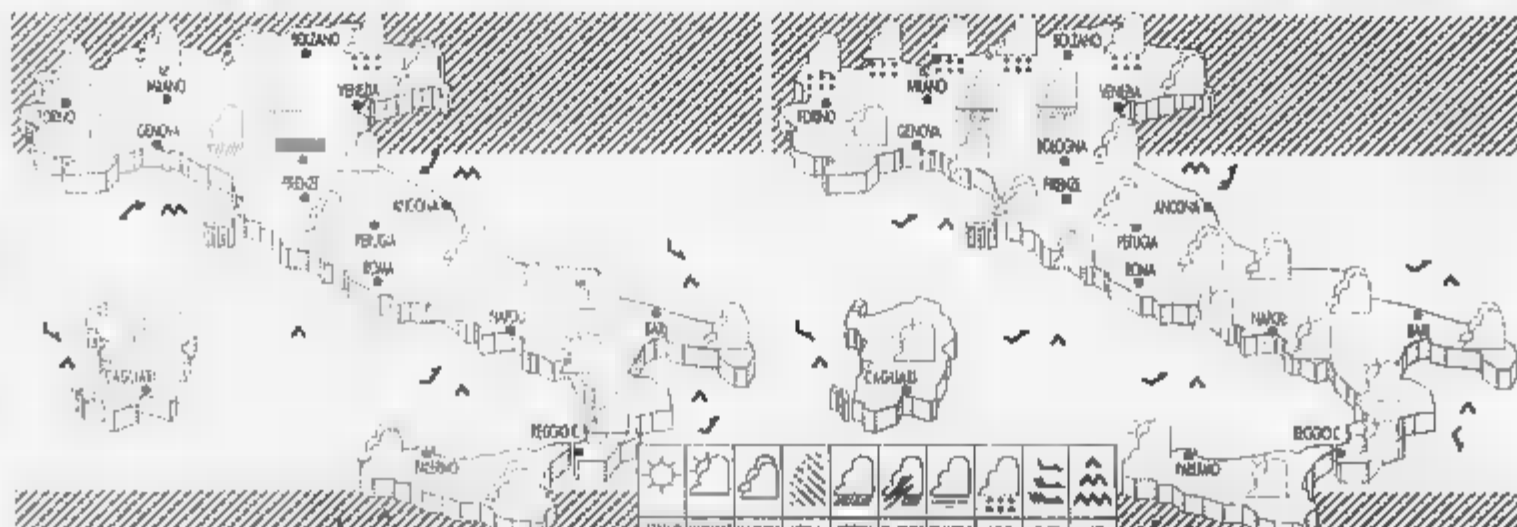 BOLZANO
MILANO
VENEZIA
TORINO
GENOVA
FIRENZE
ANCONA
PERUGIA
ROMA
NAPOLI
BARI
CAGLIARI
REGGIO C.
PALERMO
BOLZANO
MILANO
VENEZIA
TORINO
GENOVA
BOLOGNA
FIRENZE
ANCONA
PERUGIA
ROMA
NAPOLI
BARI
CAGLIARI
REGGIO C.
PALERMO